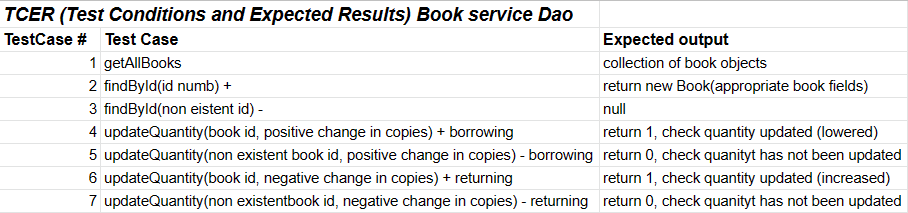 TCER (Test Conditions and Expected Results) Book service Dao
TestCase # Test Case Expected output
1 getAllBooks collection of book objects
2 findById(id numb) + return new Book(appropriate book fields)
3 findById(non eistent id) - null
4 updateQuantity(book id, positive change in copies) + borrowing return 1, check quantity updated (lowered)
5 updateQuantity(non existent book id, positive change in copies) - borrowing return 0, check quanityt has not been updated
6 updateQuantity(book id, negative change in copies) + returning return 1, check quantity updated (increased)
7 updateQuantity(non existentbook id, negative change in copies) - returning return 0, check quanityt has not been updated